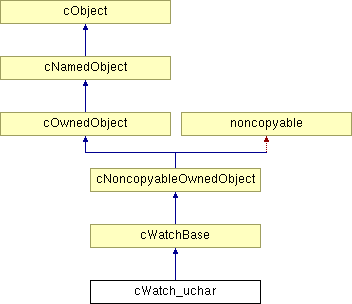 cObject
cNamedObject
cOwnedObject
noncopyable
cNoncopyableOwnedObject
cWatchBase
cWatch_uchar